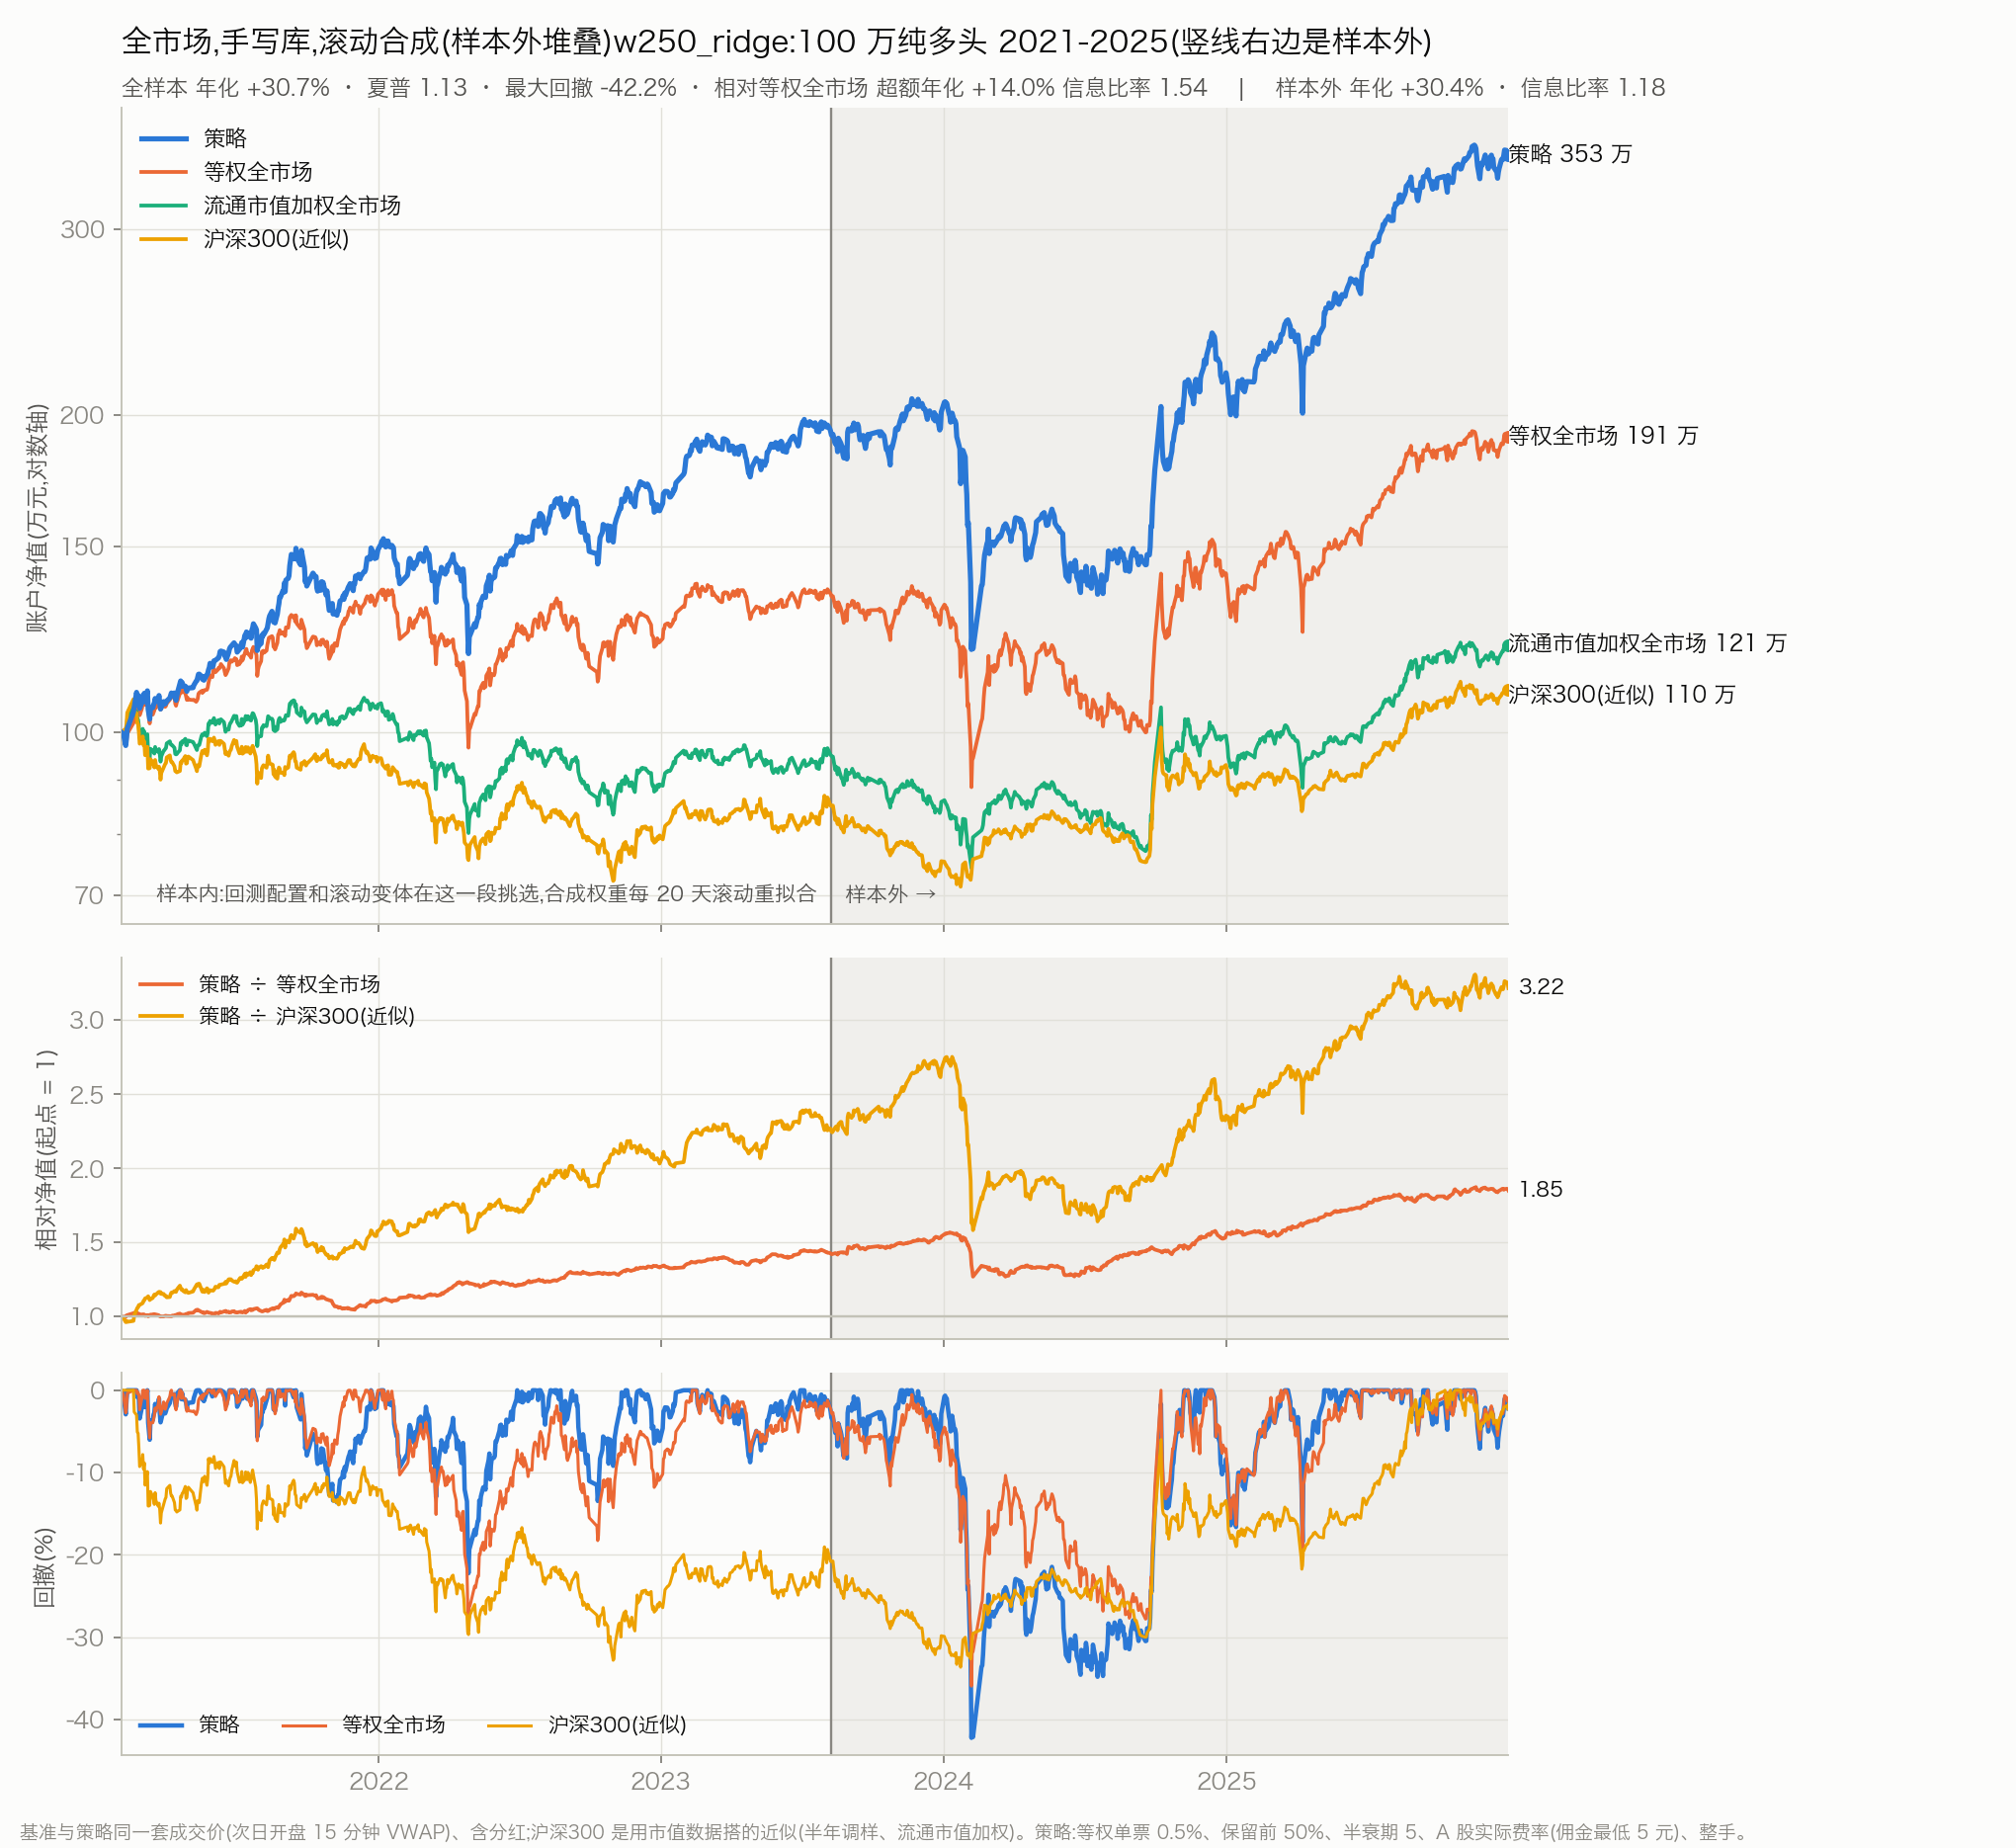 全市场,手写库,滚动合成(样本外堆叠)w250_ridge:100 万纯多头 2021-2025(竖线右边是样本外)
全样本 年化 +30.7% · 夏普 1.13 · 最大回撤 -42.2% · 相对等权全市场 超额年化 +14.0% 信息比率 1.54 | 样本外 年化 +30.4% · 信息比率 1.18
策略
等权全市场
流通市值加权全市场
沪深300(近似)
账户净值(万元,对数轴)
300
200
150
100
70
策略 353 万
等权全市场 191 万
流通市值加权全市场 121 万
沪深300(近似) 110 万
样本内:回测配置和滚动变体在这一段挑选,合成权重每 20 天滚动重拟合
样本外 →
策略 ÷ 等权全市场
策略 ÷ 沪深300(近似)
相对净值(起点 = 1)
3.0
2.5
2.0
1.5
1.0
3.22
1.85
回撤(%)
0
-10
-20
-30
-40
策略
等权全市场
沪深300(近似)
2022
2023
2024
2025
基准与策略同一套成交价(次日开盘 15 分钟 VWAP)、含分红;沪深300 是用市值数据搭的近似(半年调样、流通市值加权)。策略:等权单票 0.5%、保留前 50%、半衰期 5、A 股实际费率(佣金最低 5 元)、整手。